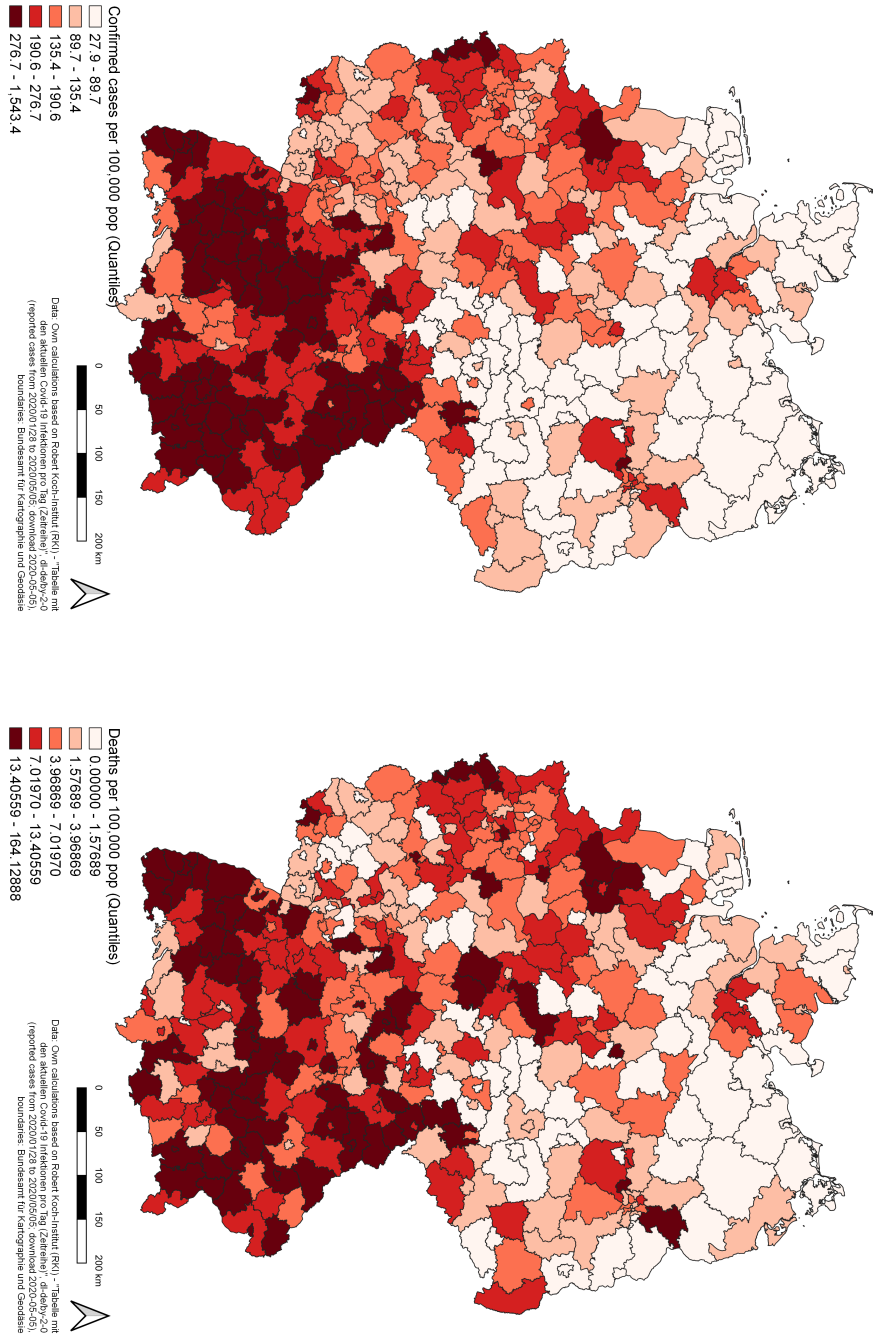 Confirmed cases per 100,000 pop (Quantiles)
27.9 - 89.7
89.7 - 135.4
135.4 - 190.6
190.6 - 276.7
276.7 - 1,543.4
0 50 100 150 200 km
Data: Own calculations based on Robert Koch-Institut (RKI) - "Tabelle mit
den aktuellen Covid-19 Infektionen pro Tag (Zeitreihe)", dl-de/by-2-0
(reported cases from 2020/01/28 to 2020/05/05; download 2020-05-05),
boundaries: Bundesamt für Kartographie und Geodäsie
Deaths per 100,000 pop (Quantiles)
0.00000 - 1.57689
1.57689 - 3.96869
3.96869 - 7.01970
7.01970 - 13.40559
13.40559 - 164.12888
0 50 100 150 200 km
Data: Own calculations based on Robert Koch-Institut (RKI) - "Tabelle mit
den aktuellen Covid-19 Infektionen pro Tag (Zeitreihe)", dl-de/by-2-0
(reported cases from 2020/01/28 to 2020/05/05; download 2020-05-05),
boundaries: Bundesamt für Kartographie und Geodäsie